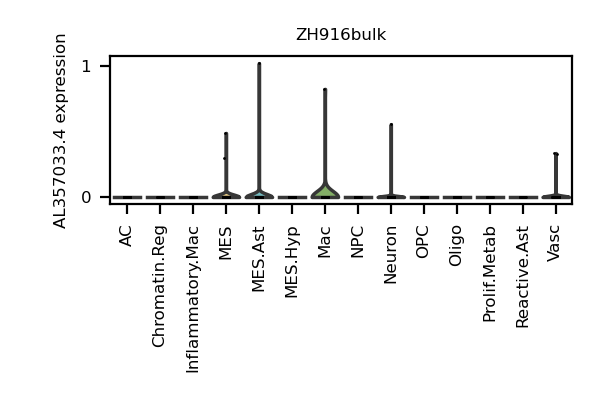 ZH916bulk
AL357033.4 expression
1
0
AC
Chromatin.Reg
Inflammatory.Mac
MES
MES.Ast
MES.Hyp
Mac
NPC
Neuron
OPC
Oligo
Prolif.Metab
Reactive.Ast
Vasc